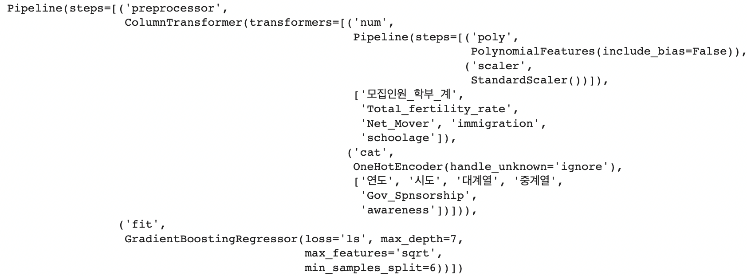 Pipeline(steps=[('preprocessor',
ColumnTransformer(transformers=[('num',
Pipeline(steps=[('poly',
PolynomialFeatures(include_bias=False)),
('scaler',
StandardScaler())]),
['모집인원_학부_계',
'Total_fertility_rate',
'Net_Mover', 'immigration',
'schoolage']),
('cat',
OneHotEncoder(handle_unknown='ignore'),
['연도', '시도', '대계열', '중계열',
'Gov_Spnsorship',
'awareness'])])),
('fit',
GradientBoostingRegressor(loss='ls', max_depth=7,
max_features='sqrt',
min_samples_split=6))])